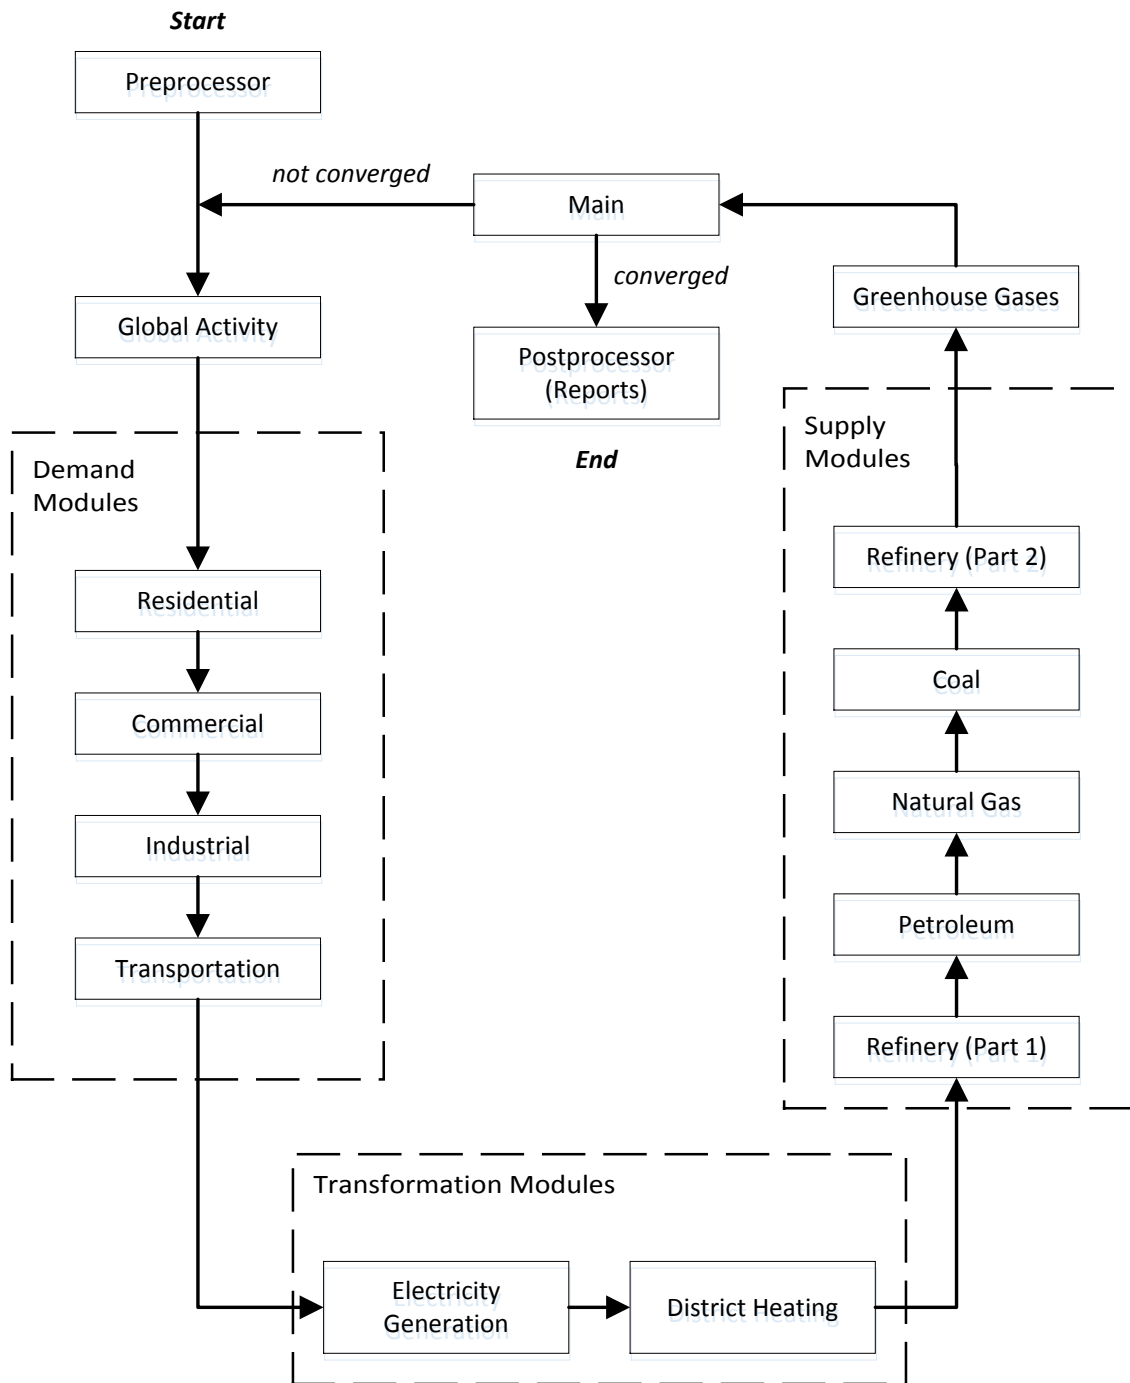 Start
Preprocessor
not converged
Main
converged
Greenhouse Gases
Global Activity
Postprocessor
(Reports)
End
Demand
Modules
Residential
Commercial
Industrial
Transportation
Transformation Modules
Electricity
Generation
District Heating
Supply
Modules
Refinery (Part 2)
Coal
Natural Gas
Petroleum
Refinery (Part 1)